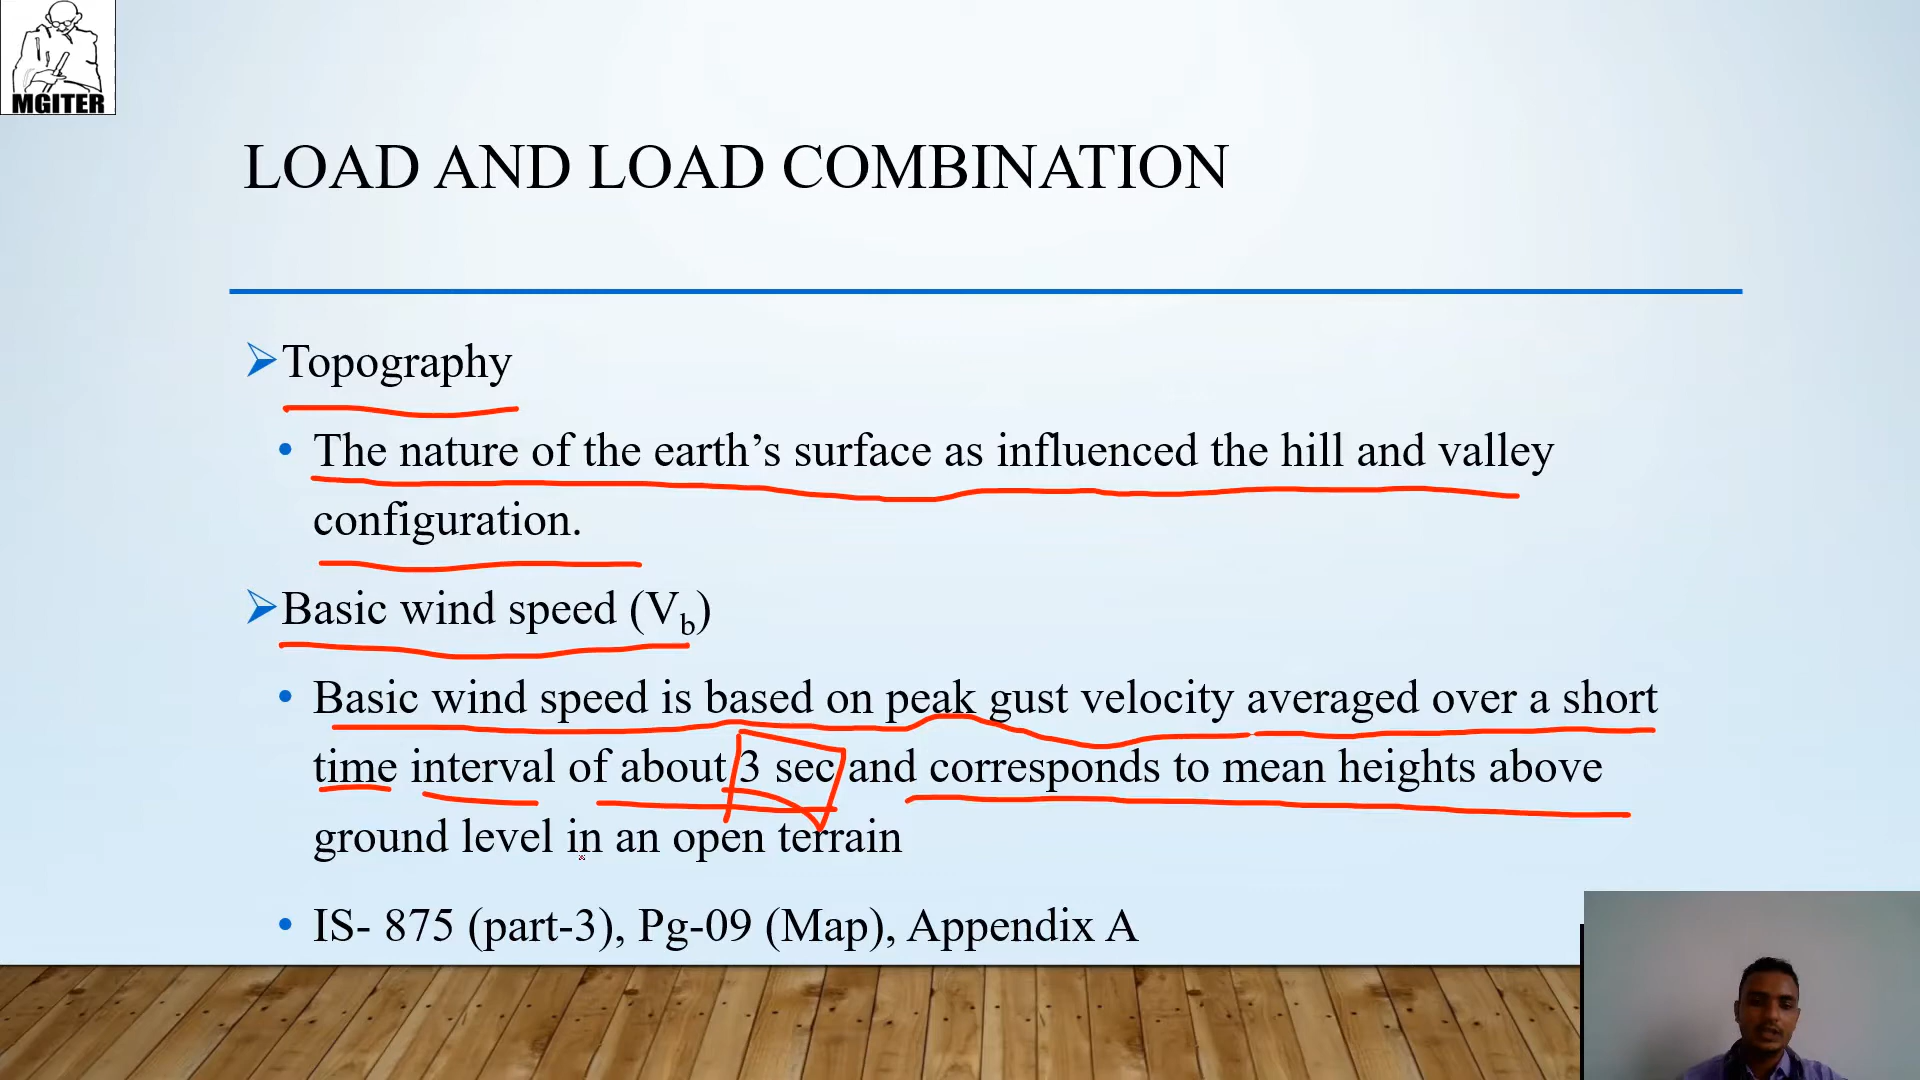 MGITER
LOAD AND LOAD COMBINATION
Topography
The nature of the earth’s surface as influenced the hill and valley
configuration.
Basic wind speed (Vb)
Basic wind speed is based on peak gust velocity averaged over a short
time interval of about 3 sec and corresponds to mean heights above
ground level in an open terrain
IS- 875 (part-3), Pg-09 (Map), Appendix A